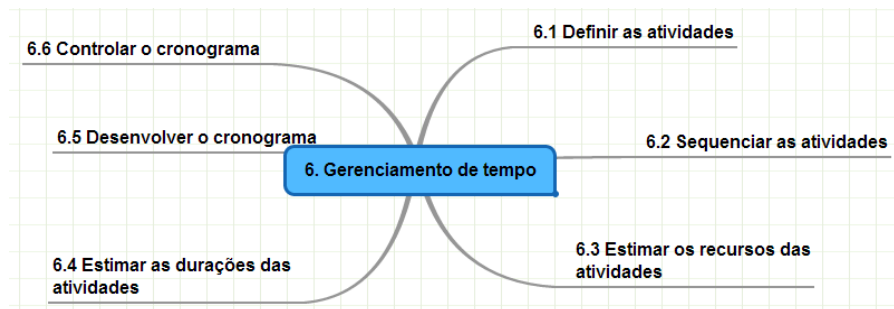 6. Gerenciamento de tempo
6.1 Definir as atividades
6.2 Sequenciar as atividades
6.3 Estimar os recursos das
atividades
6.4 Estimar as durações das
atividades
6.5 Desenvolver o cronograma
6.6 Controlar o cronograma